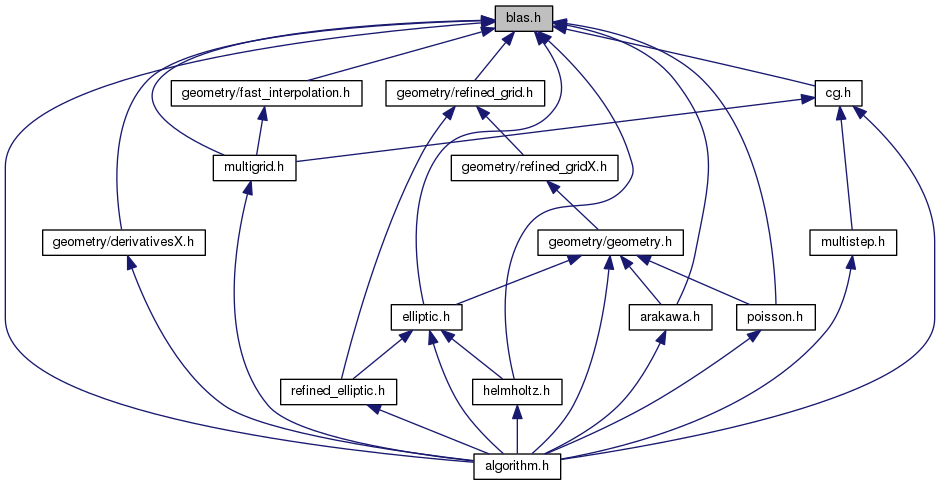 blas.h
geometry/fast_interpolation.h
geometry/refined_grid.h
cg.h
multigrid.h
geometry/refined_gridX.h
geometry/derivativesX.h
geometry/geometry.h
multistep.h
elliptic.h
arakawa.h
poisson.h
refined_elliptic.h
helmholtz.h
algorithm.h